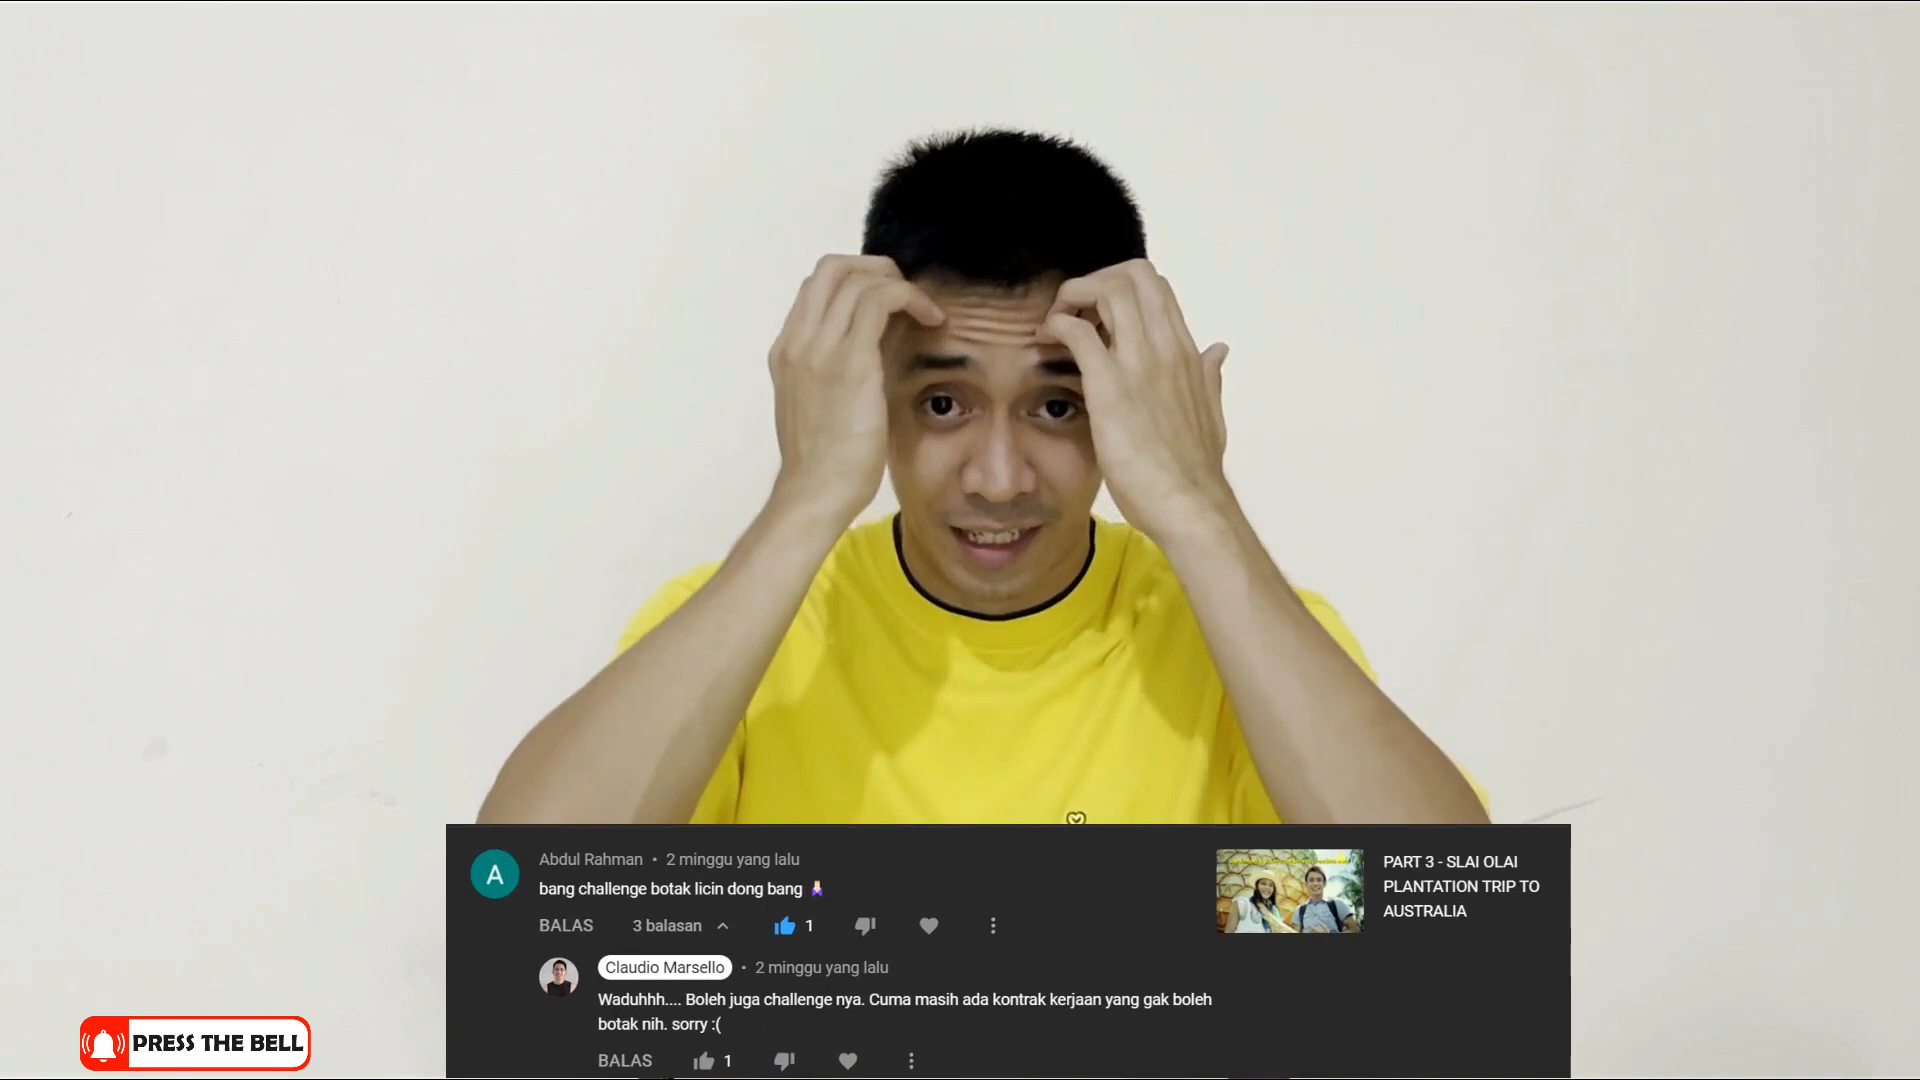 A
Abdul Rahman • 2 minggu yang lalu
bang challenge botak licin dong bang
BALAS 3 balasan 1
PART 3 - SLAI OLAI
PLANTATION TRIP TO
AUSTRALIA
Claudio Marsello • 2 minggu yang lalu
Waduhhh.... Boleh juga challenge nya. Cuma masih ada kontrak kerjaan yang gak boleh
botak nih. sorry :(
BALAS 1
PRESS THE BELL